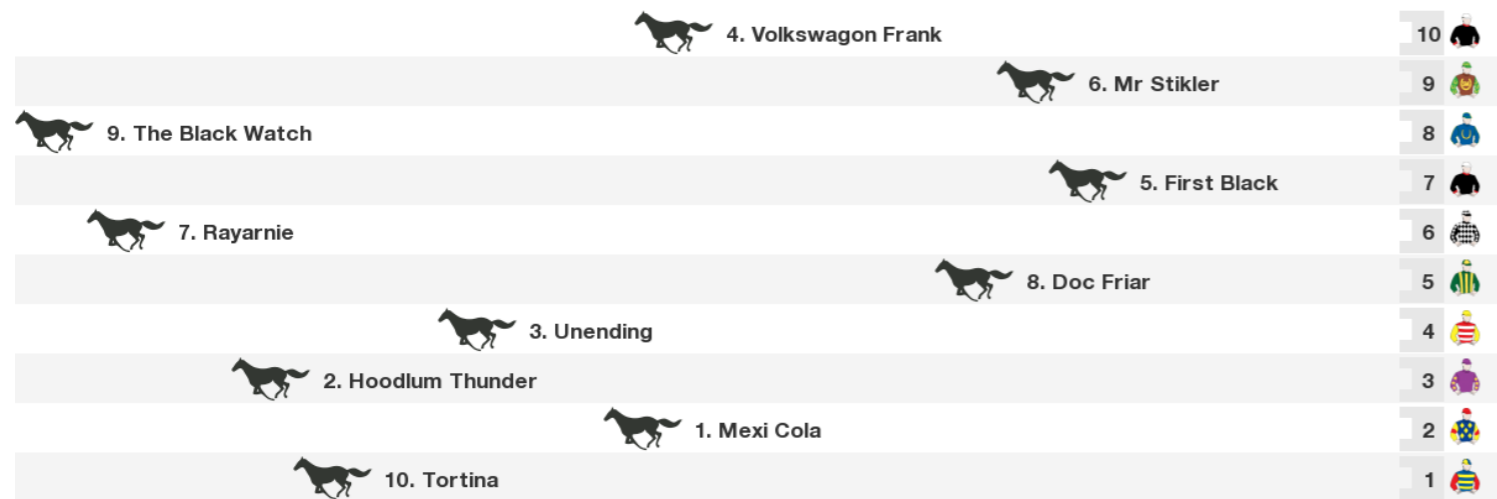 4. Volkswagon Frank 10
6. Mr Stikler 9
9. The Black Watch 8
5. First Black 7
7. Rayarnie 6
8. Doc Friar 5
3. Unending 4
2. Hoodlum Thunder 3
1. Mexi Cola 2
10. Tortina 1